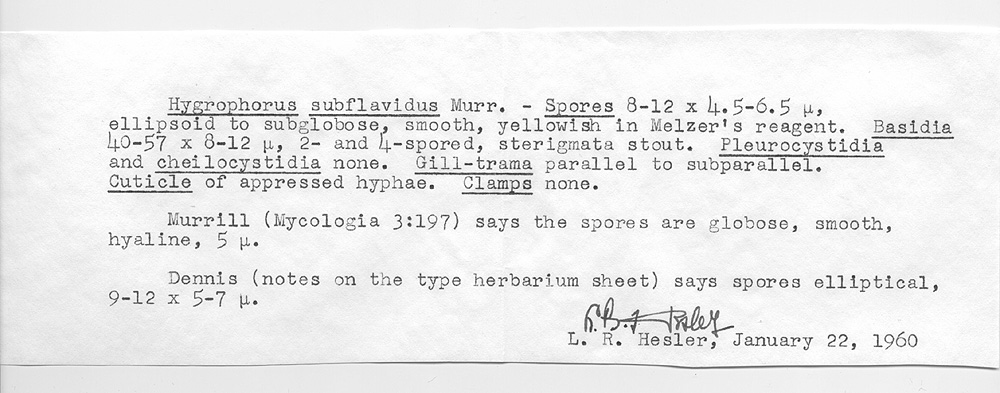 Hygrophorus subflavidus Murr. - Spores 8-12 x 4.5-6.5 µ,
ellipsoid to subglobose, smooth, yellowish in Melzer's reagent. Basidia
40-57 x 8-12 µ, 2- and 4-spored, sterigmata stout. Pleurocystidia
and cheilocystidia none. Gill-trama parallel to subparallel.
Cuticle of appressed hyphae. Clamps none.
Murrill (Mycologia 3:197) says the spores are globose, smooth,
hyaline, 5 µ.
Dennis (notes on the type herbarium sheet) says spores elliptical,
9-12 x 5-7 µ.
L. R. Hesler, January 22, 1960